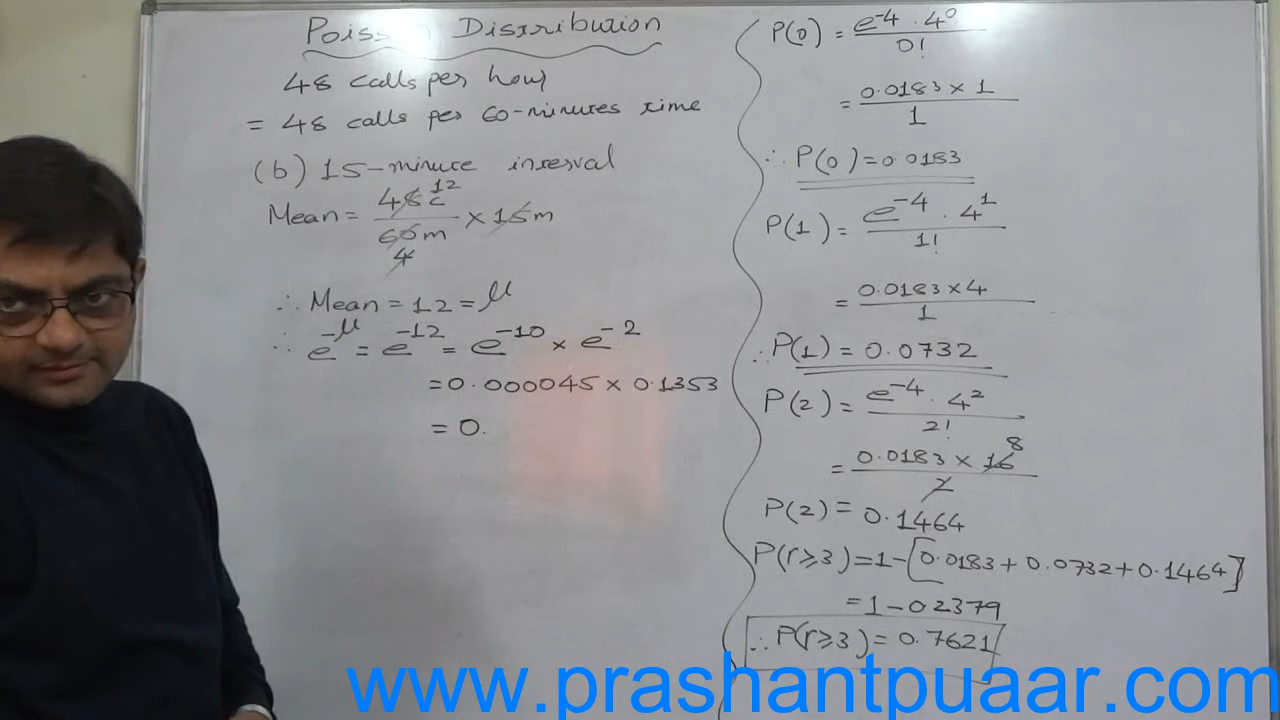 Poiss Distribution
48 calls per hour
= 48 calls per 60-minutes time
(b) 15-minute interval
Mean = 48c 12 / 60m 4 × 15m
∴ Mean = 12 = μ
∴ e^-μ = e^-12 = e^-10 × e^-2
= 0.000045 × 0.1353
= 0.
P(0) = e^-4 . 4^0 / 0!
= 0.0183 × 1 / 1
∴ P(0) = 0.0183
P(1) = e^-4 . 4^1 / 1!
= 0.0183 × 4 / 1
∴ P(1) = 0.0732
P(2) = e^-4 . 4^2 / 2!
= 0.0183 × 16 8 / 2
P(2) = 0.1464
P(r≥3) = 1 - [0.0183 + 0.0732 + 0.1464]
= 1 - 0.2379
∴ P(r≥3) = 0.7621
www.prashantpuaar.com